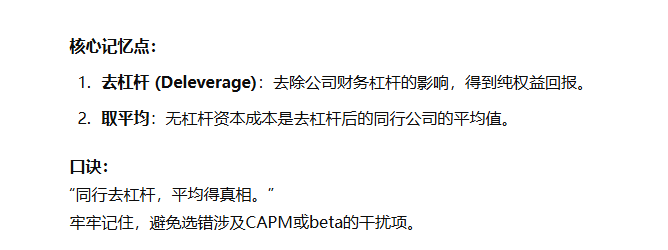 核心记忆点：
1. 去杠杆 (Deleverage)：去除公司财务杠杆的影响，得到纯权益回报。
2. 取平均：无杠杆资本成本是去杠杆后的同行公司的平均值。
口诀：
“同行去杠杆，平均得真相。”
牢牢记住，避免选错涉及CAPM或beta的干扰项。